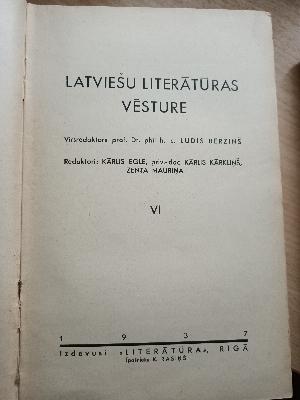 LATVIEŠU LITERĀTŪRAS
VĒSTURE
Virsredaktors prof. Dr. phil. h. c. LUDIS BĒRZIŅŠ
Redaktori: KĀRLIS EGLE, priv.-doc. KĀRLIS KĀRKLIŅŠ,
ZENTA MAURIŅA
VI
1 9 3 7
Izdevusi «LITERĀTŪRA», RĪGĀ
Īpašnieks K. RASIŅŠ